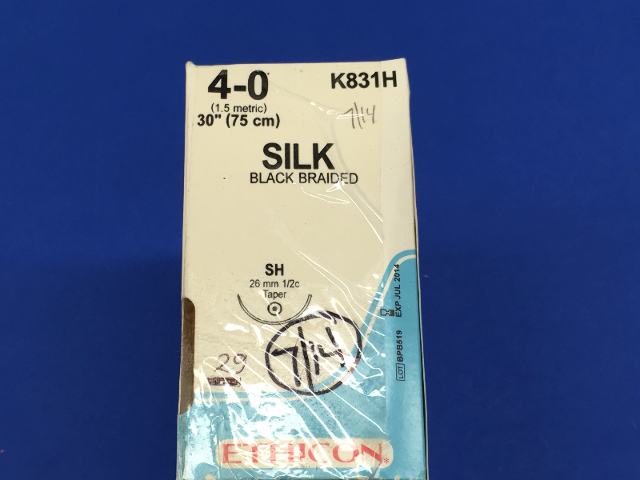 4-0 K831H
(1.5 metric)
30" (75 cm)
7/14
SILK
BLACK BRAIDED
SH
26 mm 1/2c
Taper
7/14
29
EXP JUL 2014
LOT BPB519
ETHICON*